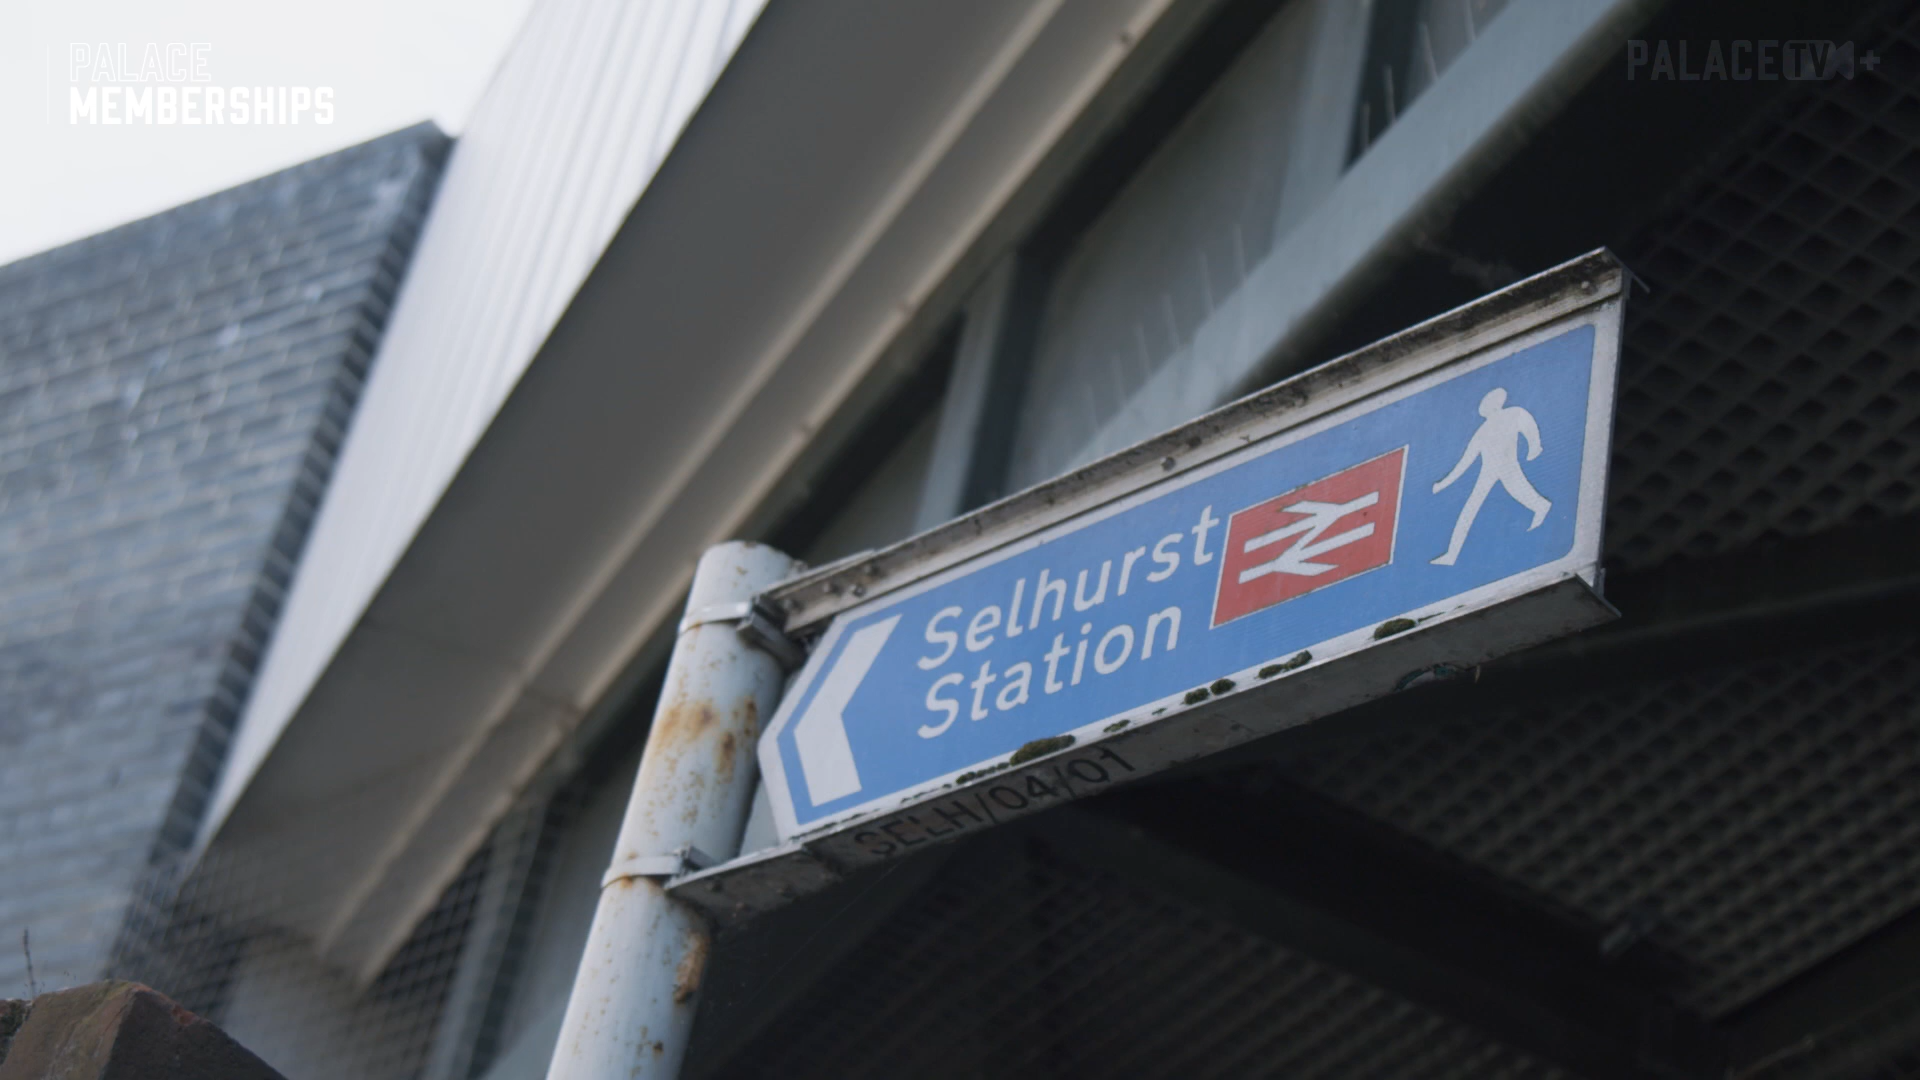 PALACE
MEMBERSHIPS
PALACETV+
Selhurst
Station
SELH/04/01